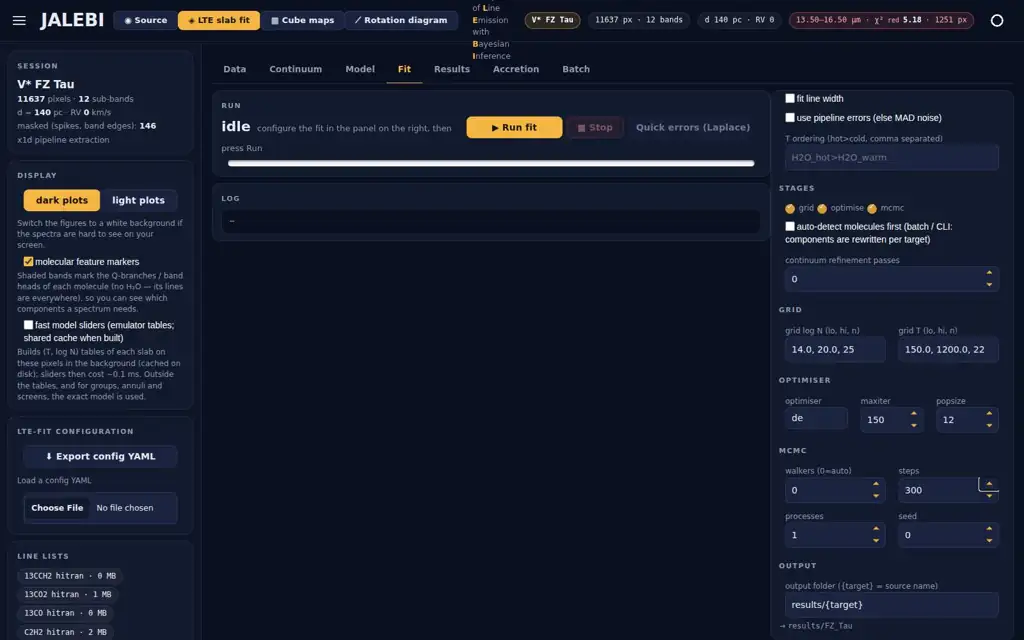 JALEBI
◉ Source
◈ LTE slab fit
▦ Cube maps
⟋ Rotation diagram
of Line
Emission
with
Bayesian
Inference
V* FZ Tau
11637 px · 12 bands
d 140 pc · RV 0
13.50–16.50 μm · χ² red 5.18 · 1251 px
SESSION
V* FZ Tau
11637 pixels · 12 sub-bands
d = 140 pc · RV 0 km/s
masked (spikes, band edges): 146
x1d pipeline extraction
DISPLAY
dark plots
light plots
Switch the figures to a white background if
the spectra are hard to see on your
screen.
molecular feature markers
Shaded bands mark the Q-branches / band
heads of each molecule (no H₂O — its lines
are everywhere). so you can see which
components a spectrum needs.
fast model sliders (emulator tables;
shared cache when built)
Builds (T, log N) tables of each slab on
these pixels in the background (cached on
disk); sliders then cost ~0.1 ms. Outside
the tables, and for groups, annuli and
screens, the exact model is used.
LTE-FIT CONFIGURATION
⬇ Export config YAML
Load a config YAML
Choose File
No file chosen
LINE LISTS
13CCH2 hitran · 0 MB
13CO2 hitran · 1 MB
13CO hitran · 0 MB
C2H2 hitran · 2 MB
Data
Continuum
Model
Fit
Results
Accretion
Batch
RUN
idle configure the fit in the panel on the right, then
press Run
▶ Run fit
■ Stop
Quick errors (Laplace)
LOG
—
fit line width
use pipeline errors (else MAD noise)
T ordering (hot>cold, comma separated)
H2O_hot>H2O_warm
STAGES
grid
optimise
mcmc
auto-detect molecules first (batch / CLI:
components are rewritten per target)
continuum refinement passes
0
GRID
grid log N (lo, hi, n)
grid T (lo, hi, n)
14.0, 20.0, 25
150.0, 1200.0, 22
OPTIMISER
optimiser
maxiter
popsize
de
150
12
MCMC
walkers (0=auto)
steps
0
300
processes
seed
1
0
OUTPUT
output folder ({target} = source name)
results/{target}
→ results/FZ_Tau